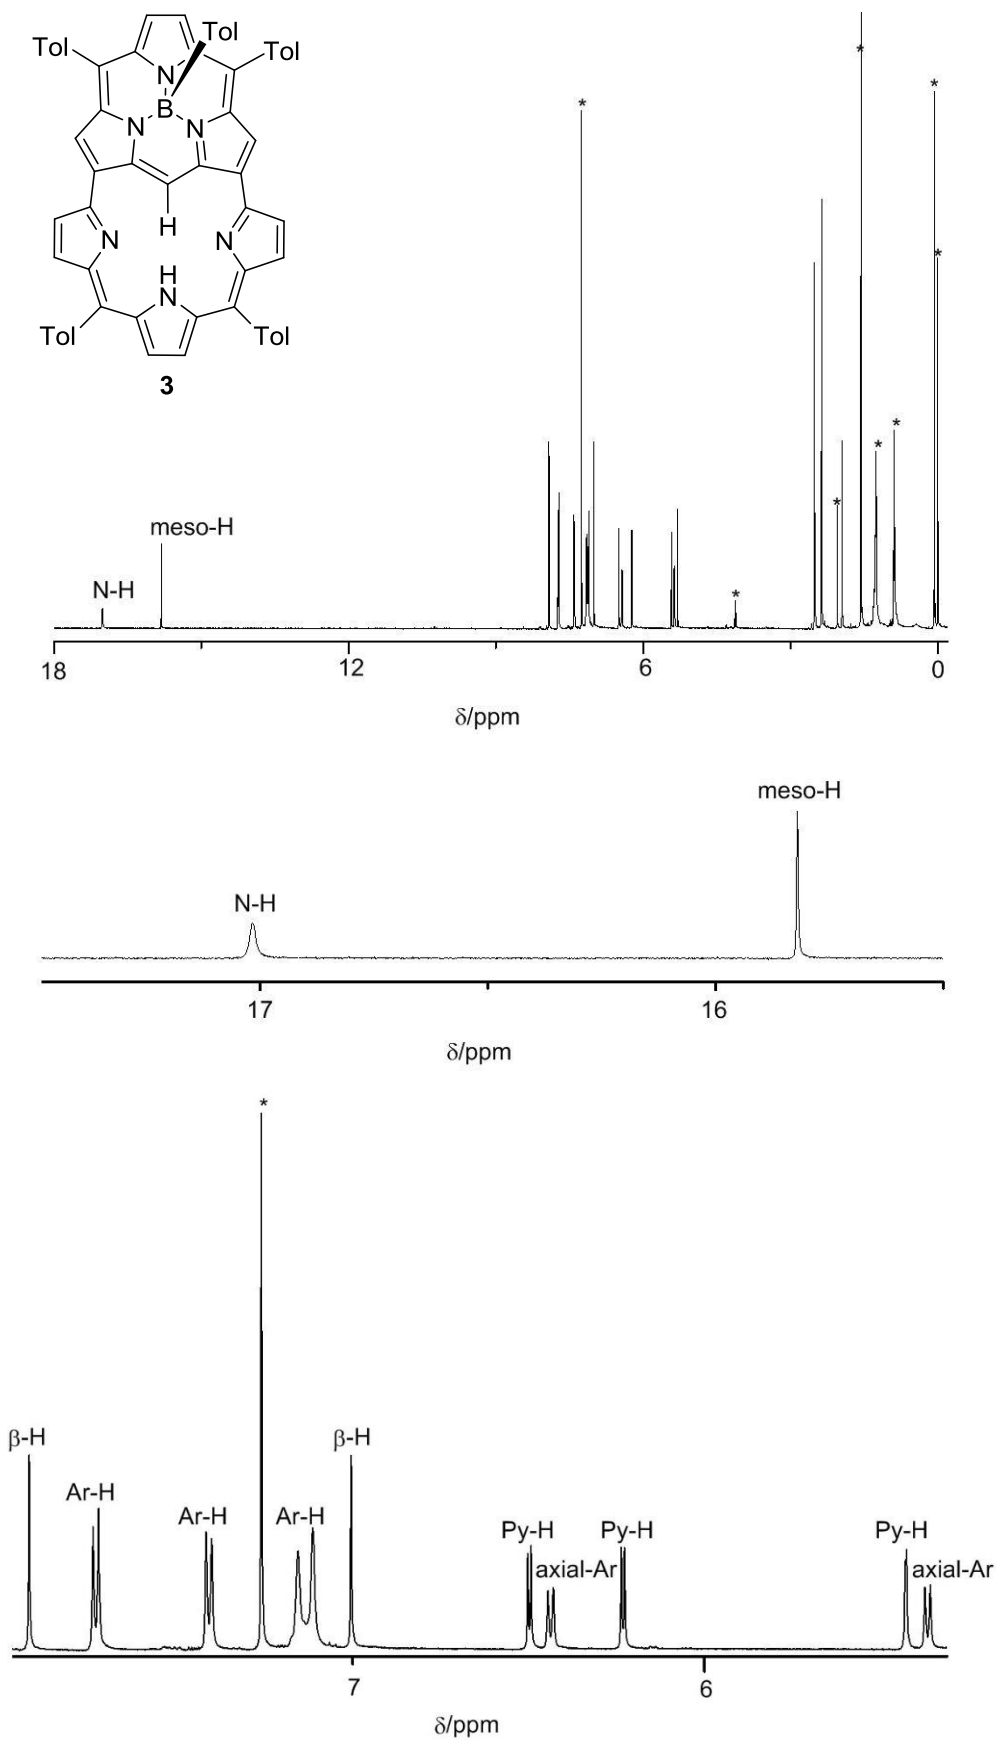 Tol Tol Tol
N
B
N N
H
N N
H
N
Tol Tol
3
* * * *
N-H meso-H * * * * *
18 12 6 0
δ/ppm
meso-H
N-H
17 16
δ/ppm
*
β-H β-H
Ar-H Ar-H Ar-H Py-H Py-H Py-H
axial-Ar axial-Ar
7 6
δ/ppm